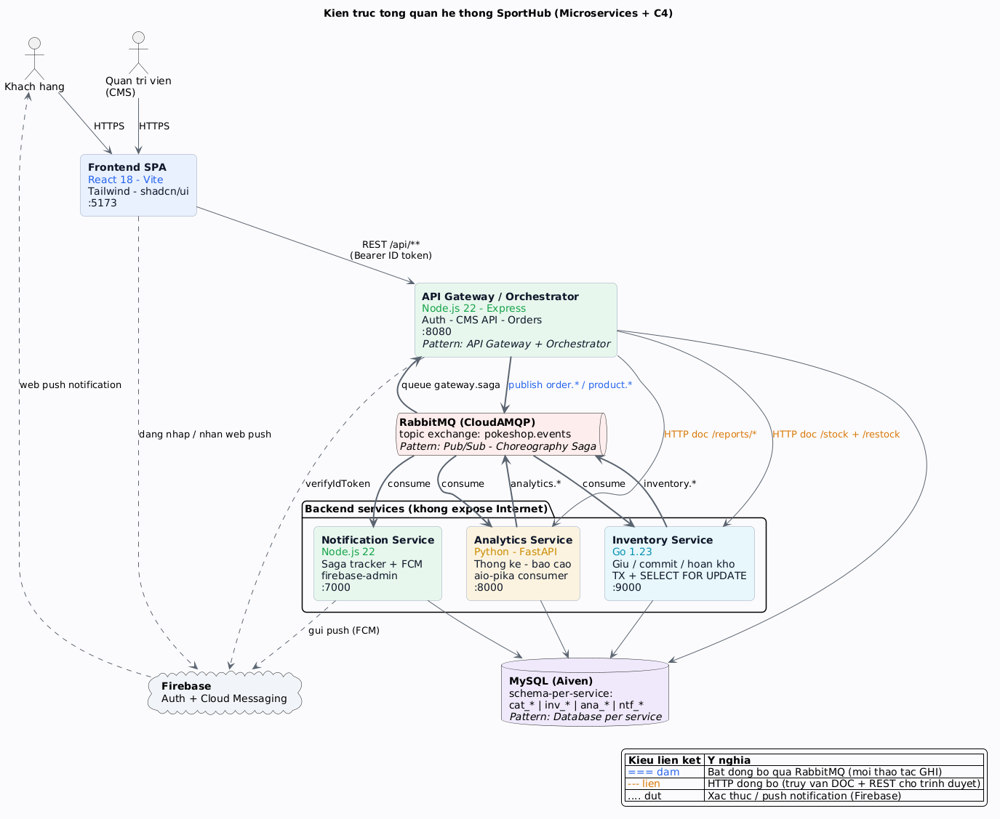 Kien truc tong quan he thong SportHub (Microservices + C4)
Khach hang
Quan tri vien
(CMS)
HTTPS
HTTPS
Frontend SPA
React 18 - Vite
Tailwind - shadcn/ui
:5173
REST /api/**
(Bearer ID token)
API Gateway / Orchestrator
Node.js 22 - Express
Auth - CMS API - Orders
:8080
Pattern: API Gateway + Orchestrator
web push notification
queue gateway.saga
publish order.* / product.*
RabbitMQ (CloudAMQP)
topic exchange: pokeshop.events
Pattern: Pub/Sub - Choreography Saga
dang nhap / nhan web push
HTTP doc /reports/*
HTTP doc /stock + /restock
verifyIdToken
consume
consume
analytics.*
consume
inventory.*
Backend services (khong expose Internet)
Notification Service
Node.js 22
Saga tracker + FCM
firebase-admin
:7000
Analytics Service
Python - FastAPI
Thong ke - bao cao
aio-pika consumer
:8000
Inventory Service
Go 1.23
Giu / commit / hoan kho
TX + SELECT FOR UPDATE
:9000
gui push (FCM)
Firebase
Auth + Cloud Messaging
MySQL (Aiven)
schema-per-service:
cat_* | inv_* | ana_* | ntf_*
Pattern: Database per service
Kieu lien ket Y nghia
=== dam Bat dong bo qua RabbitMQ (moi thao tac GHI)
--- lien HTTP dong bo (truy van DOC + REST cho trinh duyet)
.... dut Xac thuc / push notification (Firebase)